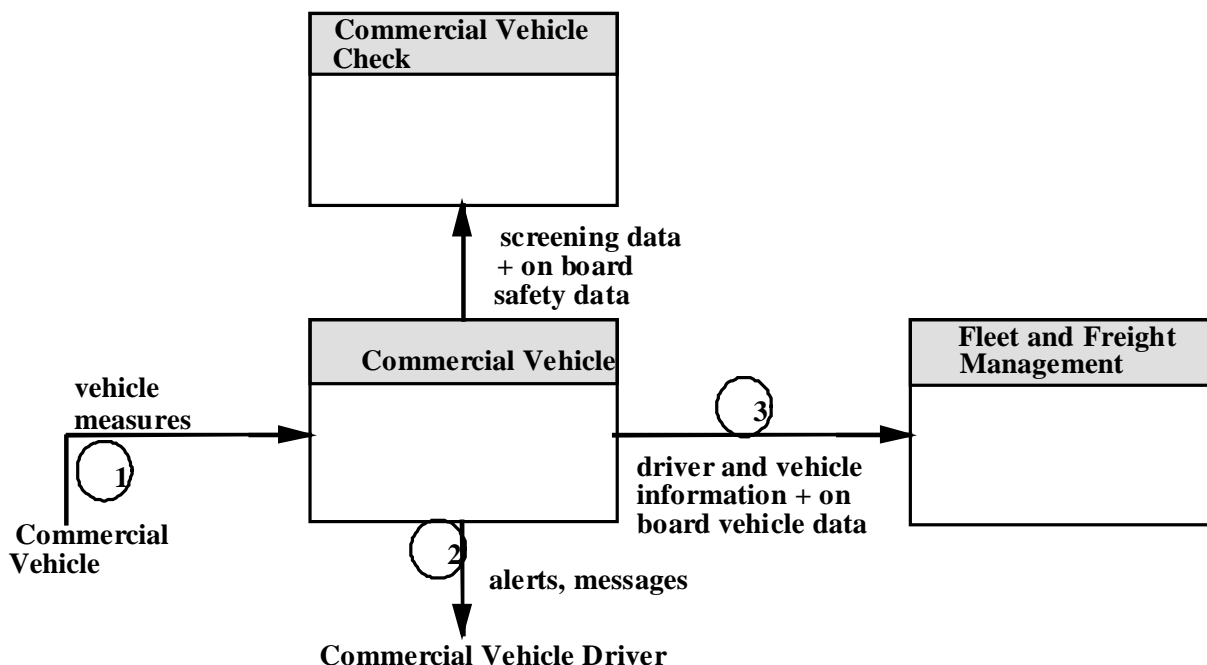 Commercial Vehicle
Check
screening data
+ on board
safety data
Commercial Vehicle
Fleet and Freight
Management
vehicle
measures
1
3
driver and vehicle
information + on
board vehicle data
Commercial
Vehicle
2
alerts, messages
Commercial Vehicle Driver